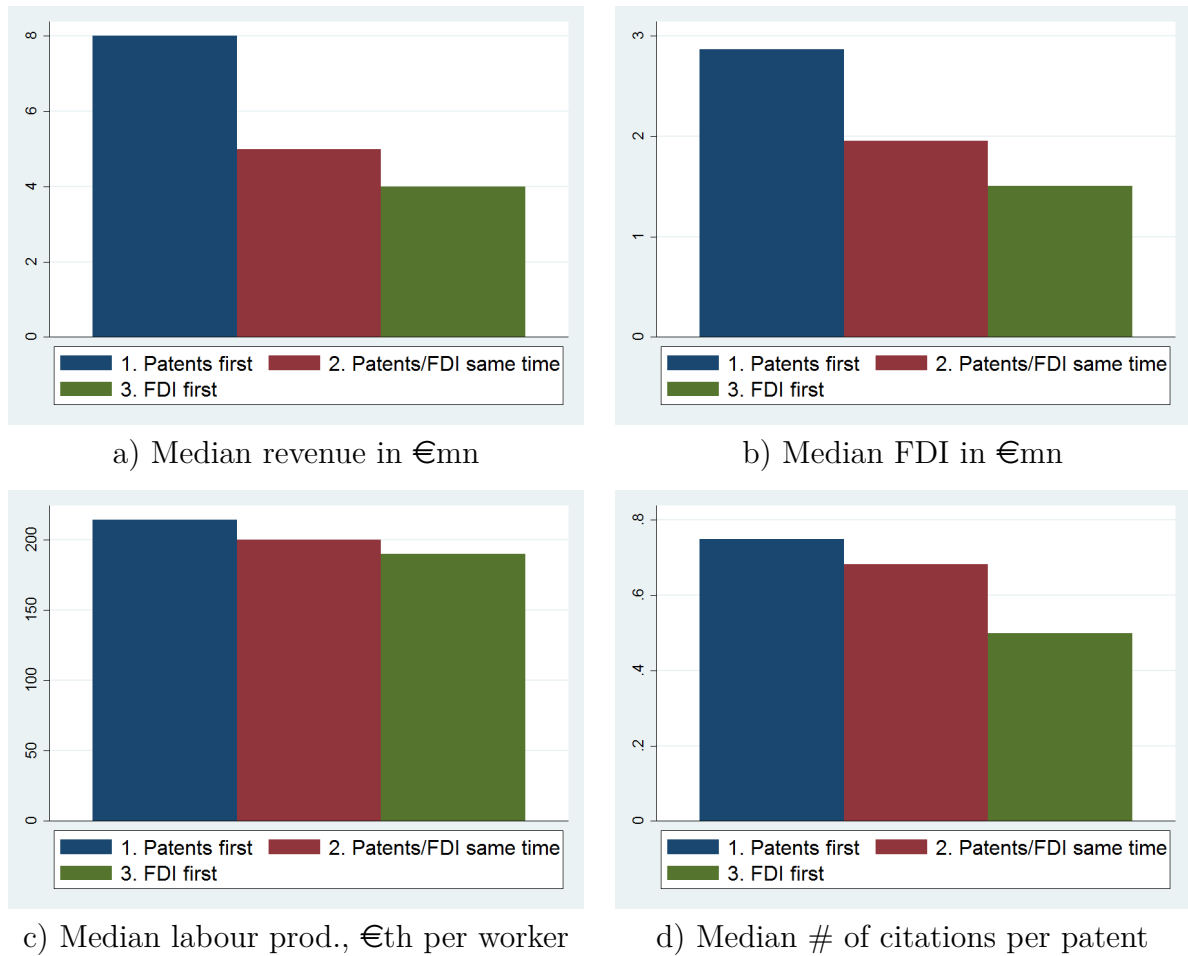 8
6
4
2
0
1. Patents first 2. Patents/FDI same time
3. FDI first
a) Median revenue in €mn
3
2
1
0
1. Patents first 2. Patents/FDI same time
3. FDI first
b) Median FDI in €mn
200
150
100
50
0
1. Patents first 2. Patents/FDI same time
3. FDI first
c) Median labour prod., €th per worker
.8
.6
.4
.2
0
1. Patents first 2. Patents/FDI same time
3. FDI first
d) Median # of citations per patent